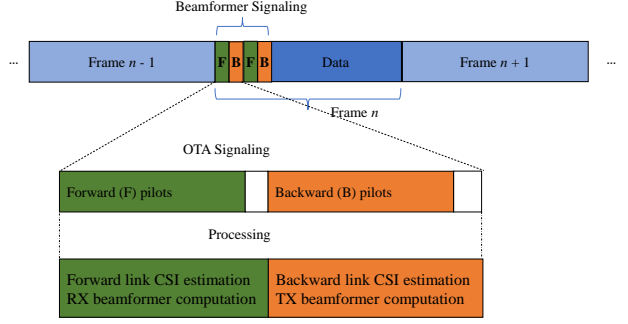 Beamformer Signaling
... Frame n - 1 F B F B Data Frame n + 1 ...
Frame n
OTA Signaling
Forward (F) pilots Backward (B) pilots
Processing
Forward link CSI estimation
RX beamformer computation
Backward link CSI estimation
TX beamformer computation